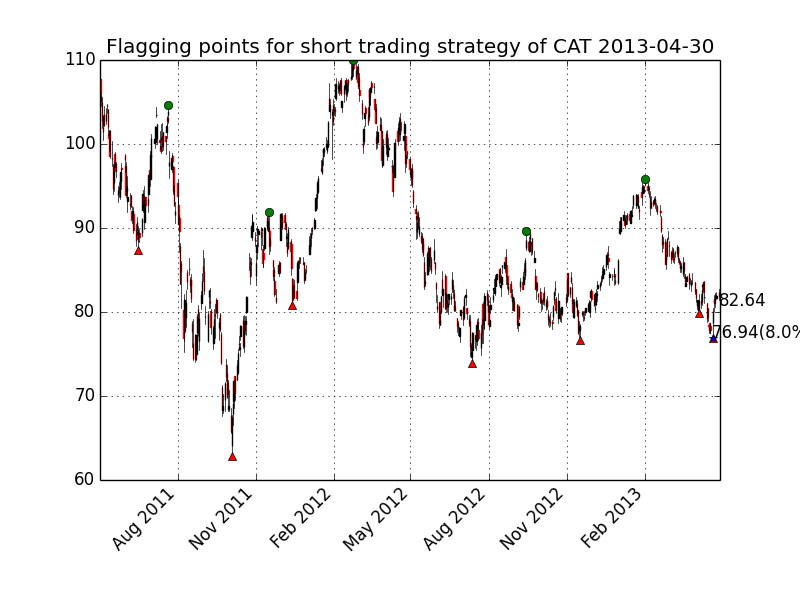 Flagging points for short trading strategy of CAT 2013-04-30
110
100
90
80
70
60
82.64
76.94(8.0%
Aug 2011
Nov 2011
Feb 2012
May 2012
Aug 2012
Nov 2012
Feb 2013